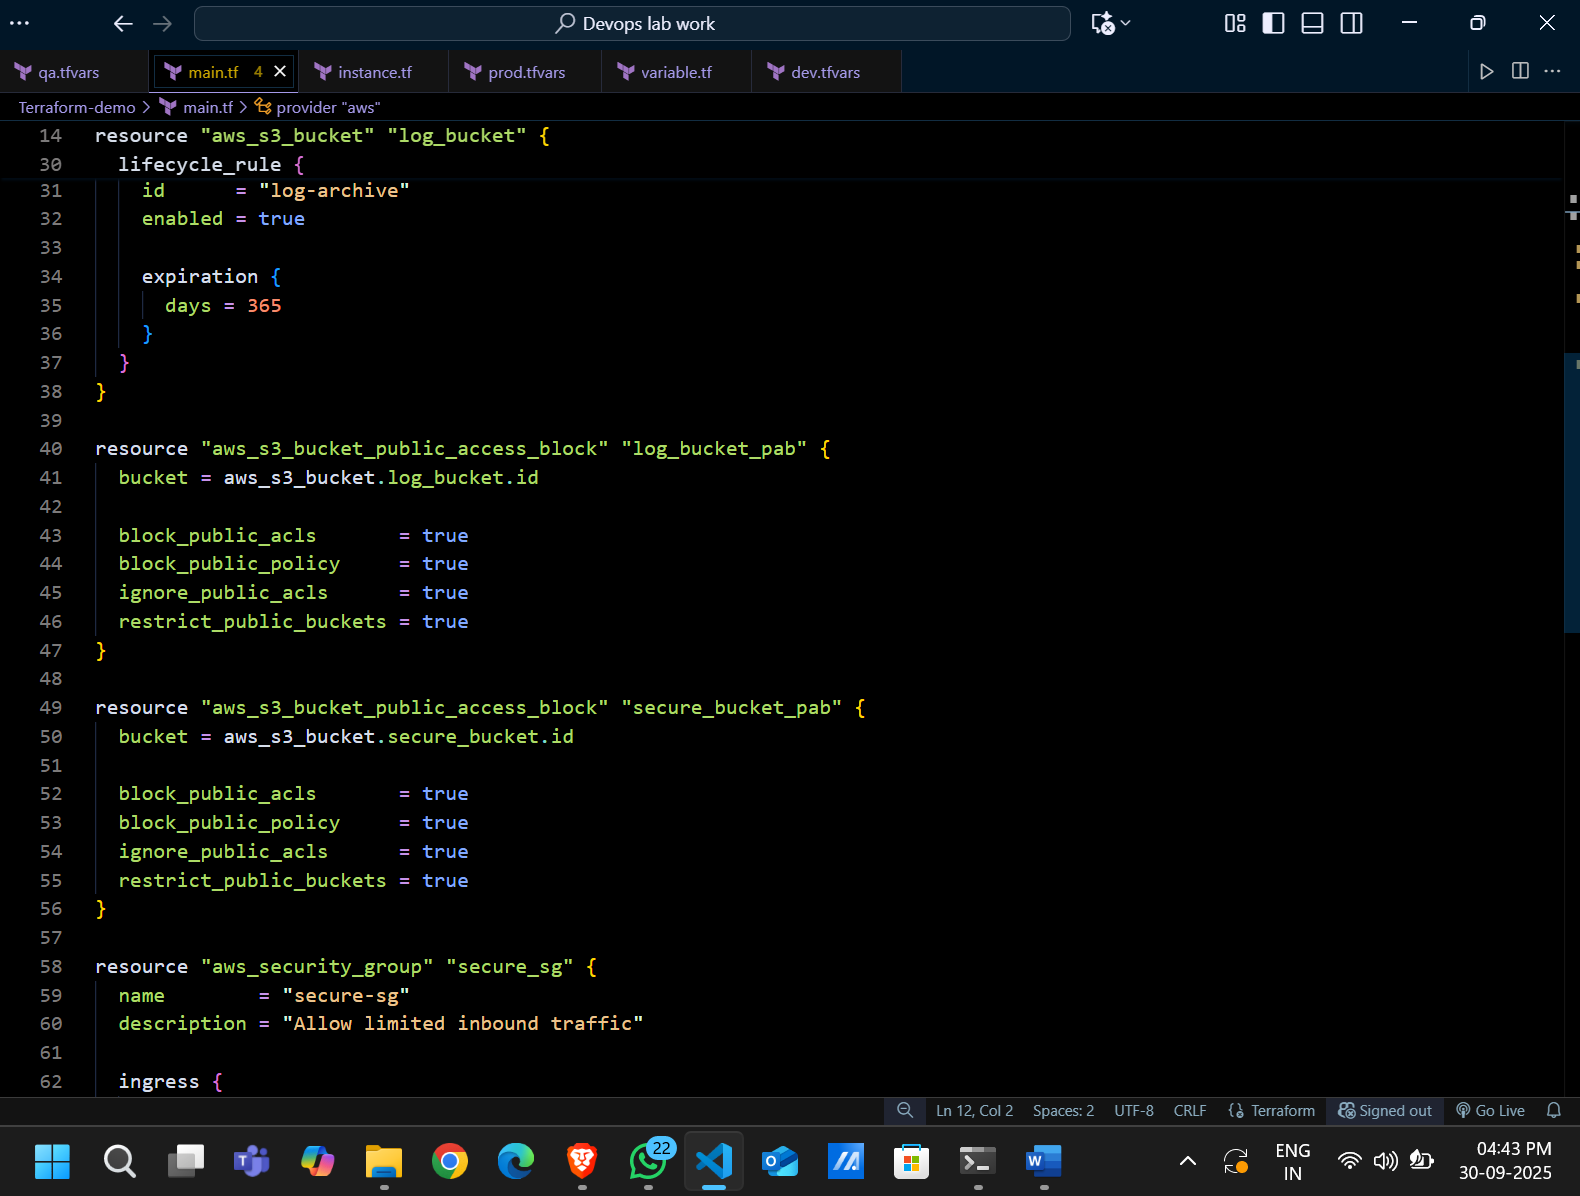 Devops lab work
qa.tfvars
main.tf 4
instance.tf
prod.tfvars
variable.tf
dev.tfvars
Terraform-demo > main.tf > provider "aws"
14 resource "aws_s3_bucket" "log_bucket" {
30 lifecycle_rule {
31 id = "log-archive"
32 enabled = true
33
34 expiration {
35 days = 365
36 }
37 }
38 }
39
40 resource "aws_s3_bucket_public_access_block" "log_bucket_pab" {
41 bucket = aws_s3_bucket.log_bucket.id
42
43 block_public_acls = true
44 block_public_policy = true
45 ignore_public_acls = true
46 restrict_public_buckets = true
47 }
48
49 resource "aws_s3_bucket_public_access_block" "secure_bucket_pab" {
50 bucket = aws_s3_bucket.secure_bucket.id
51
52 block_public_acls = true
53 block_public_policy = true
54 ignore_public_acls = true
55 restrict_public_buckets = true
56 }
57
58 resource "aws_security_group" "secure_sg" {
59 name = "secure-sg"
60 description = "Allow limited inbound traffic"
61
62 ingress {
Ln 12, Col 2 Spaces: 2 UTF-8 CRLF {} Terraform Signed out Go Live
22
ENG
IN
04:43 PM
30-09-2025